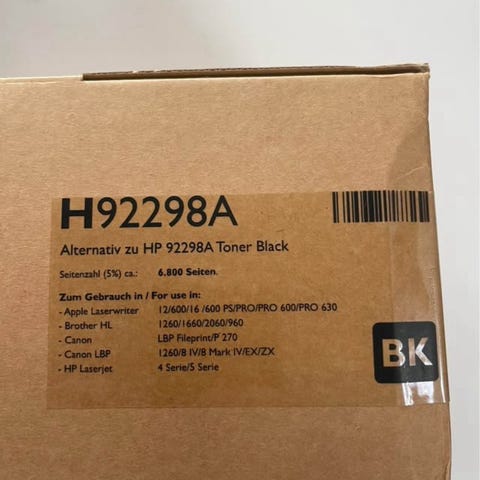 H92298A
Alternativ zu HP 92298A Toner Black
Seitenzahl (5%) ca.: 6.800 Seiten.
Zum Gebrauch in / For use in:
- Apple Laserwriter 12/600/16 /600 PS/PRO/PRO 600/PRO 630
- Brother HL 1260/1660/2060/960
- Canon LBP Fileprint/P 270
- Canon LBP 1260/8 IV/8 Mark IV/EX/ZX
- HP Laserjet 4 Serie/5 Serie
BK